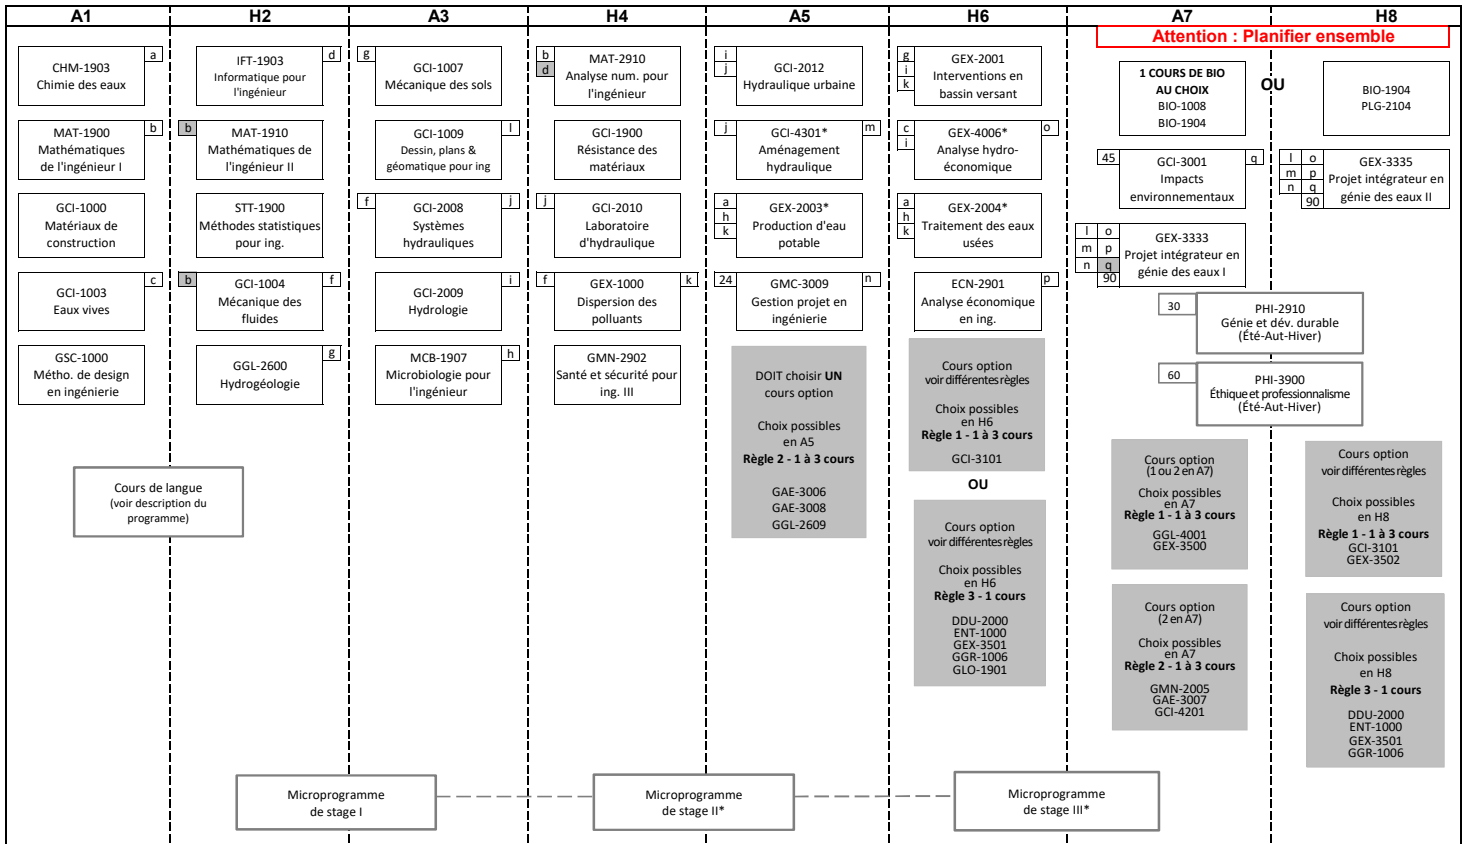 A1
H2
A3
H4
A5
H6
A7
H8
Attention : Planifier ensemble
a
CHM-1903
Chimie des eaux
b
MAT-1900
Mathématiques
de l'ingénieur I
GCI-1000
Matériaux de
construction
c
GCI-1003
Eaux vives
GSC-1000
Métho. de design
en ingénierie
Cours de langue
(voir description du
programme)
d
IFT-1903
Informatique pour
l'ingénieur
b
MAT-1910
Mathématiques de
l'ingénieur II
STT-1900
Méthodes statistiques
pour ing.
b
f
GCI-1004
Mécanique des
fluides
g
GGL-2600
Hydrogéologie
g
GCI-1007
Mécanique des sols
l
GCI-1009
Dessin, plans &
géomatique pour ing
f
j
GCI-2008
Systèmes
hydrauliques
i
GCI-2009
Hydrologie
h
MCB-1907
Microbiologie pour
l'ingénieur
b
d
MAT-2910
Analyse num. pour
l'ingénieur
GCI-1900
Résistance des
matériaux
j
GCI-2010
Laboratoire
d'hydraulique
f
k
GEX-1000
Dispersion des
polluants
GMN-2902
Santé et sécurité pour
ing. III
i
j
GCI-2012
Hydraulique urbaine
j
m
GCI-4301*
Aménagement
hydraulique
a
h
k
GEX-2003*
Production d'eau
potable
24
n
GMC-3009
Gestion projet en
ingénierie
DOIT choisir UN
cours option
Choix possibles
en A5
Règle 2 - 1 à 3 cours
GAE-3006
GAE-3008
GGL-2609
g
i
k
GEX-2001
Interventions en
bassin versant
c
i
o
GEX-4006*
Analyse hydro-
économique
a
h
k
GEX-2004*
Traitement des eaux
usées
p
ECN-2901
Analyse économique
en ing.
Cours option
voir différentes règles
Choix possibles
en H6
Règle 1 - 1 à 3 cours
GCI-3101
OU
Cours option
voir différentes règles
Choix possibles
en H6
Règle 3 - 1 cours
DDU-2000
ENT-1000
GEX-3501
GGR-1006
GLO-1901
1 COURS DE BIO
AU CHOIX
BIO-1008
BIO-1904
OU
BIO-1904
PLG-2104
45
q
GCI-3001
Impacts
environnementaux
l o
m p
n q
90
GEX-3335
Projet intégrateur en
génie des eaux II
l o
m p
n q
90
GEX-3333
Projet intégrateur en
génie des eaux I
30
PHI-2910
Génie et dév. durable
(Été-Aut-Hiver)
60
PHI-3900
Éthique et professionnalisme
(Été-Aut-Hiver)
Cours option
(1 ou 2 en A7)
Choix possibles
en A7
Règle 1 - 1 à 3 cours
GGL-4001
GEX-3500
Cours option
(2 en A7)
Choix possibles
en A7
Règle 2 - 1 à 3 cours
GMN-2005
GAE-3007
GCI-4201
Cours option
voir différentes règles
Choix possibles
en H8
Règle 1 - 1 à 3 cours
GCI-3101
GEX-3502
Cours option
voir différentes règles
Choix possibles
en H8
Règle 3 - 1 cours
DDU-2000
ENT-1000
GEX-3501
GGR-1006
Microprogramme
de stage I
Microprogramme
de stage II*
Microprogramme
de stage III*